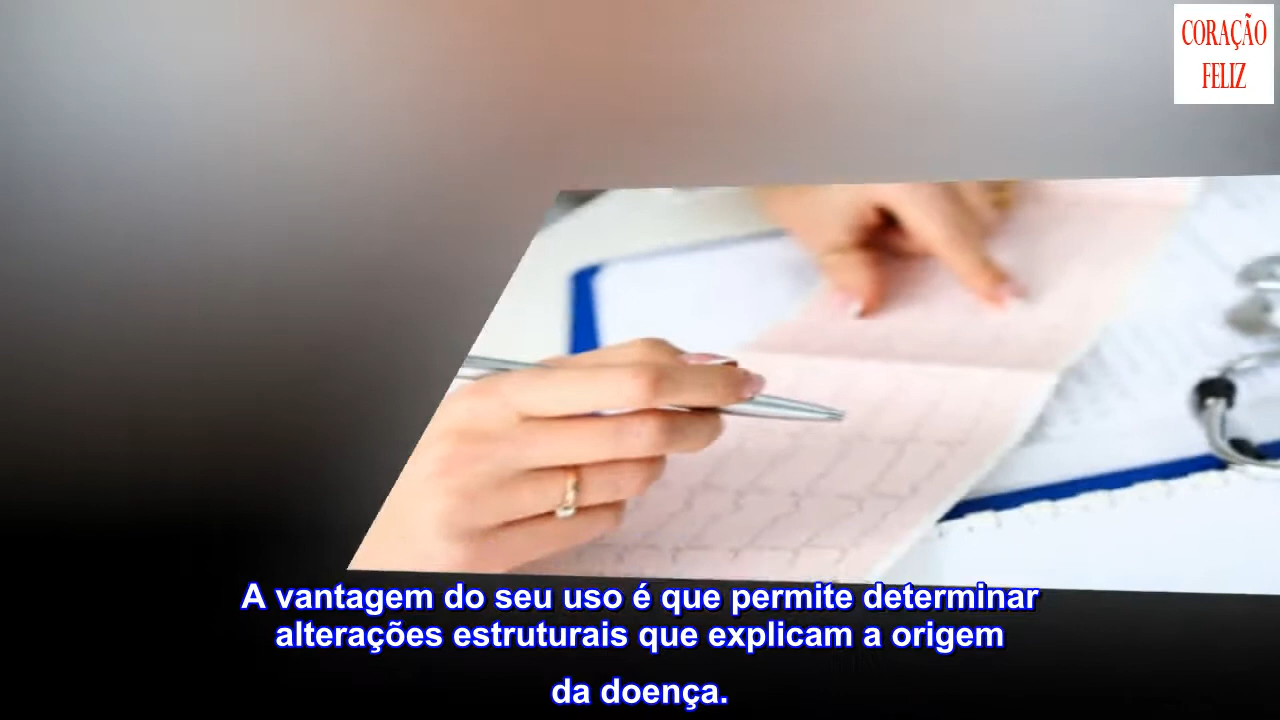 CORAÇÃO
FELIZ
A vantagem do seu uso é que permite determinar
alterações estruturais que explicam a origem
da doença.